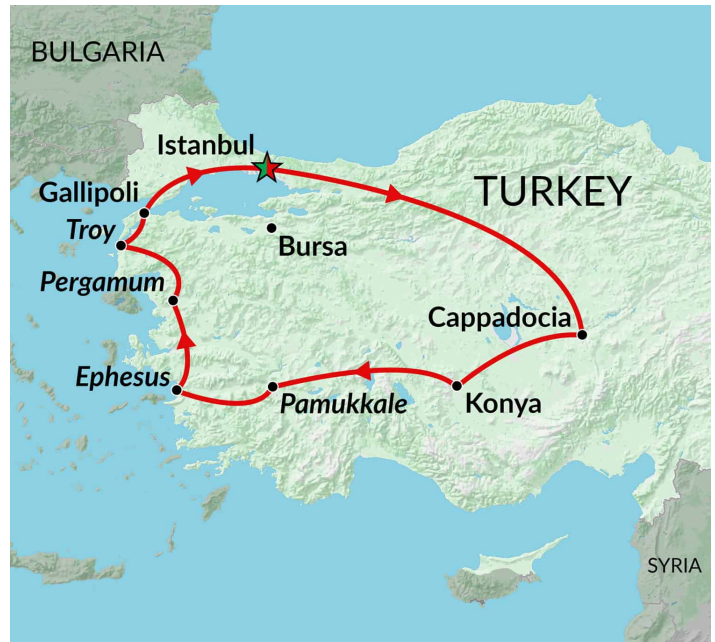 BULGARIA
Istanbul
TURKEY
Gallipoli
Troy
Bursa
Pergamum
Cappadocia
Ephesus
Pamukkale
Konya
SYRIA